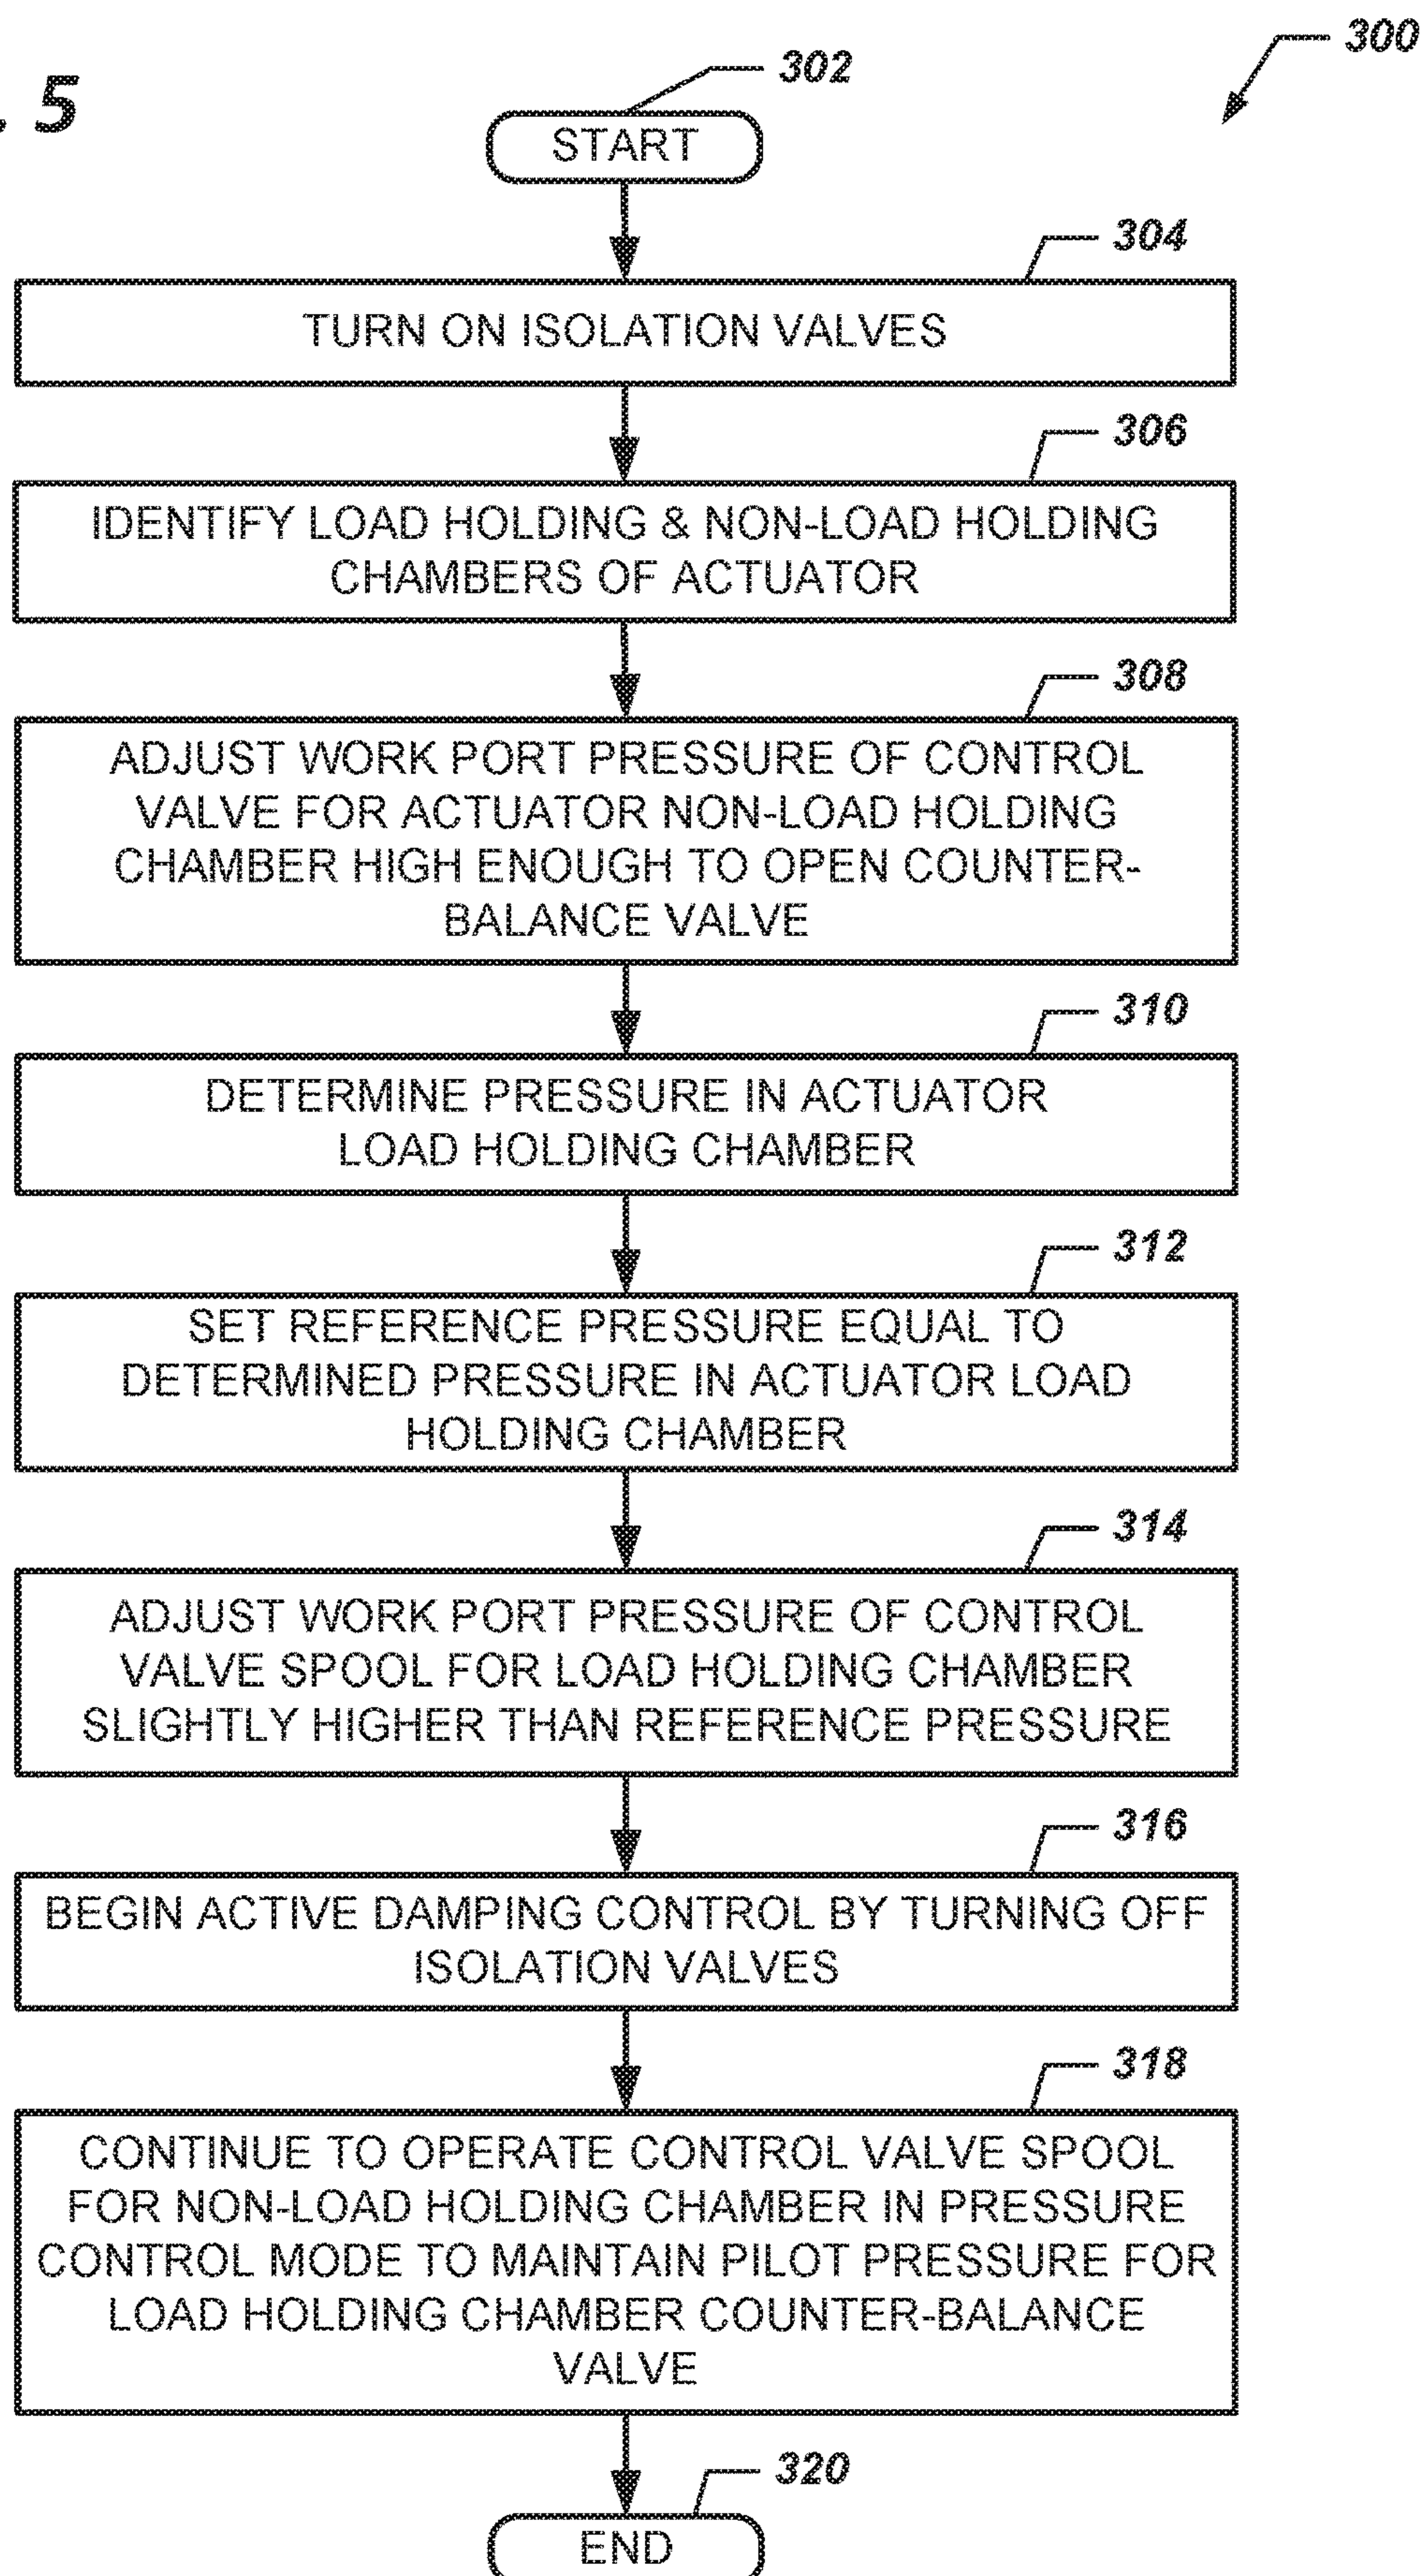 . 5
300
302
START
304
TURN ON ISOLATION VALVES
306
IDENTIFY LOAD HOLDING & NON-LOAD HOLDING
CHAMBERS OF ACTUATOR
308
ADJUST WORK PORT PRESSURE OF CONTROL
VALVE FOR ACTUATOR NON-LOAD HOLDING
CHAMBER HIGH ENOUGH TO OPEN COUNTER-
BALANCE VALVE
310
DETERMINE PRESSURE IN ACTUATOR
LOAD HOLDING CHAMBER
312
SET REFERENCE PRESSURE EQUAL TO
DETERMINED PRESSURE IN ACTUATOR LOAD
HOLDING CHAMBER
314
ADJUST WORK PORT PRESSURE OF CONTROL
VALVE SPOOL FOR LOAD HOLDING CHAMBER
SLIGHTLY HIGHER THAN REFERENCE PRESSURE
316
BEGIN ACTIVE DAMPING CONTROL BY TURNING OFF
ISOLATION VALVES
318
CONTINUE TO OPERATE CONTROL VALVE SPOOL
FOR NON-LOAD HOLDING CHAMBER IN PRESSURE
CONTROL MODE TO MAINTAIN PILOT PRESSURE FOR
LOAD HOLDING CHAMBER COUNTER-BALANCE
VALVE
320
END